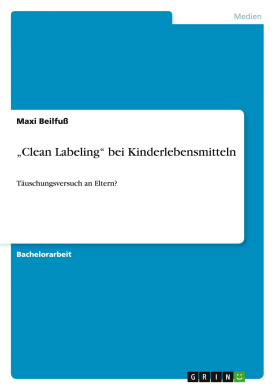 Medien
Maxi Beilfuß
„Clean Labeling“ bei Kinderlebensmitteln
Täuschungsversuch an Eltern?
Bachelorarbeit
GRIN